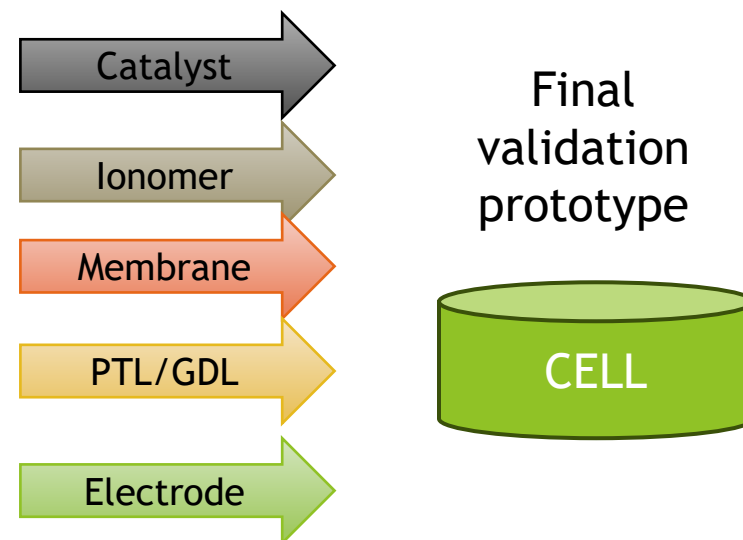 Catalyst
Ionomer
Membrane
PTL/GDL
Electrode
Final
validation
prototype
CELL